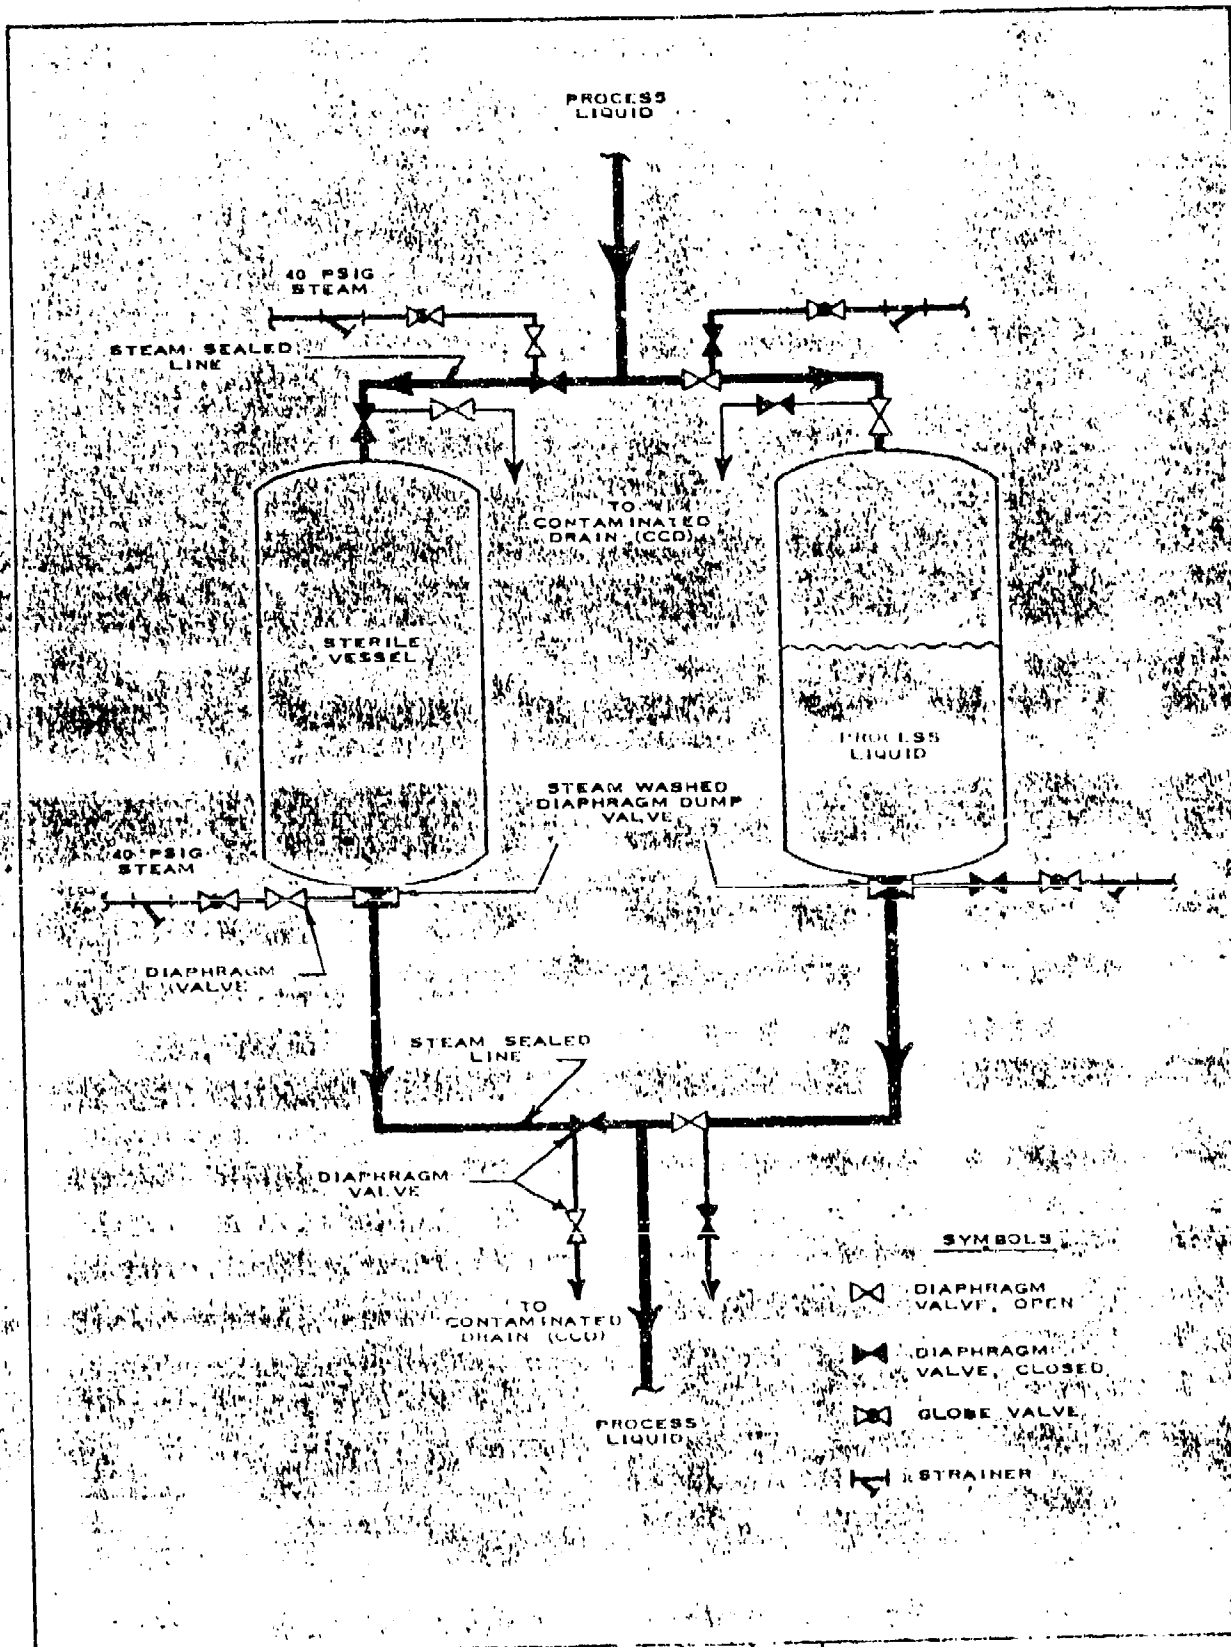 PROCESS
LIQUID
40 PSIG
STEAM
STEAM SEALED
LINE
TO
CONTAMINATED
DRAIN (CCD)
STERILE
VESSEL
PROCESS
LIQUID
STEAM WASHED
DIAPHRAGM DUMP
VALVE
40 PSIG
STEAM
DIAPHRAGM
VALVE
STEAM SEALED
LINE
DIAPHRAGM
VALVE
TO
CONTAMINATED
DRAIN (CCD)
PROCESS
LIQUID
SYMBOLS
DIAPHRAGM
VALVE, OPEN
DIAPHRAGM
VALVE, CLOSED
GLOBE VALVE
STRAINER